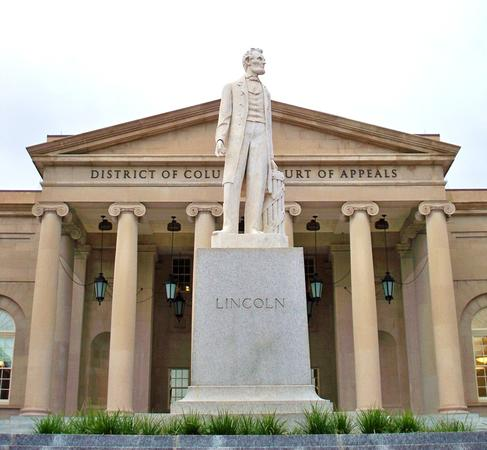 DISTRICT OF COLU URT OF APPEALS
LINCOLN